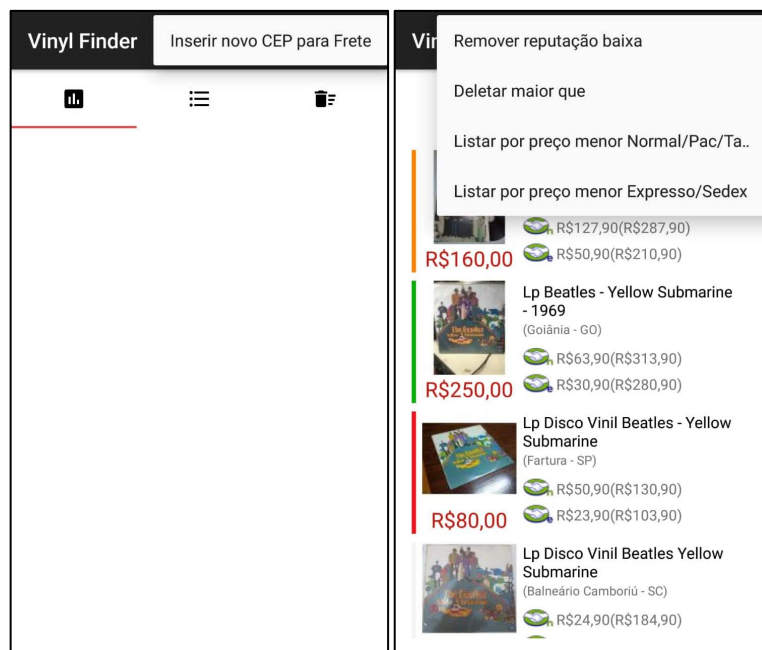 Vinyl Finder
Inserir novo CEP para Frete
Vin
Remover reputação baixa
Deletar maior que
Listar por preço menor Normal/Pac/Ta..
Listar por preço menor Expresso/Sedex
n R$127,90(R$287,90)
R$160,00
e R$50,90(R$210,90)
Lp Beatles - Yellow Submarine
- 1969
(Goiânia - GO)
n R$63,90(R$313,90)
R$250,00
e R$30,90(R$280,90)
Lp Disco Vinil Beatles - Yellow
Submarine
(Fartura - SP)
n R$50,90(R$130,90)
R$80,00
e R$23,90(R$103,90)
Lp Disco Vinil Beatles Yellow
Submarine
(Balneário Camboriú - SC)
n R$24,90(R$184,90)